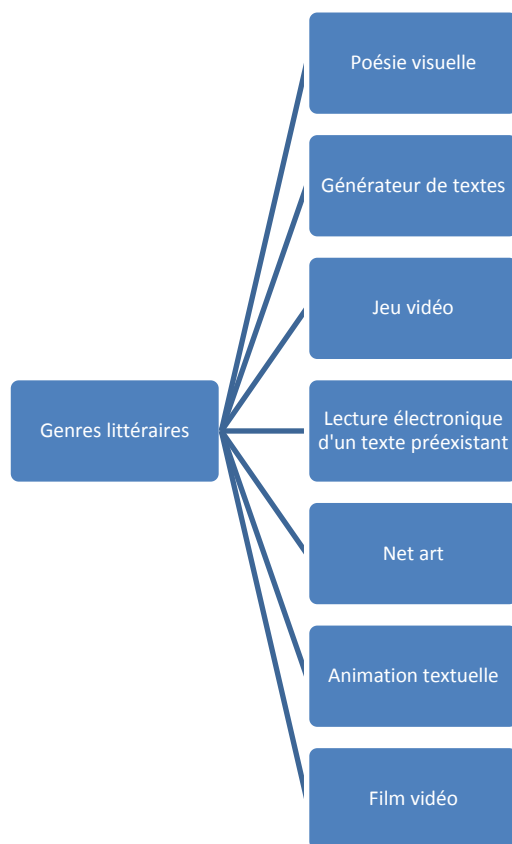 Poésie visuelle
Générateur de textes
Jeu vidéo
Genres littéraires
Lecture électronique
d'un texte préexistant
Net art
Animation textuelle
Film vidéo